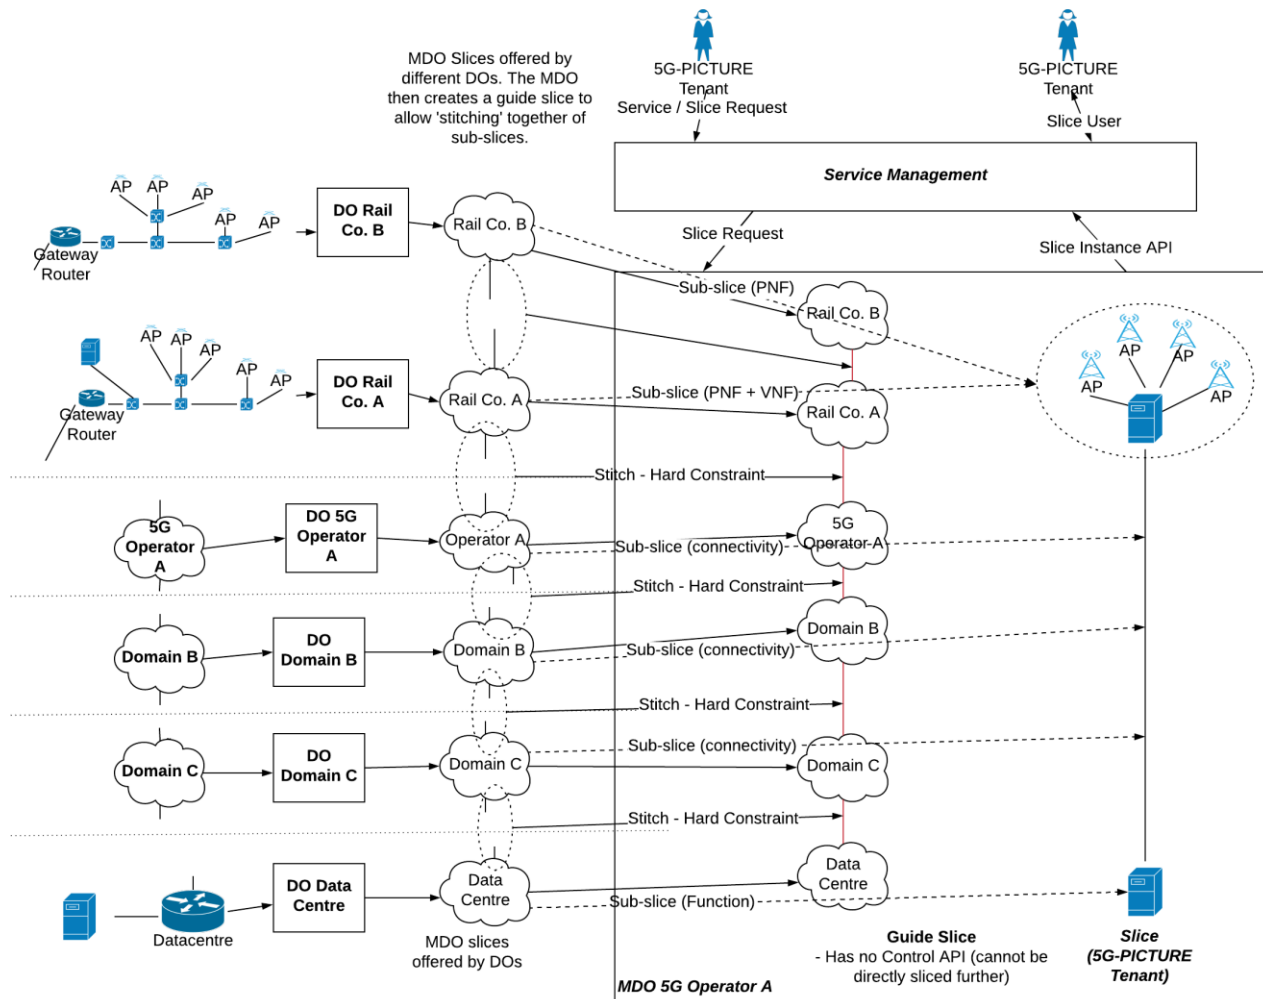 MDO Slices offered by
different DOs. The MDO
then creates a guide slice to
allow 'stitching' together of
sub-slices.
5G-PICTURE
Tenant
Service / Slice Request
5G-PICTURE
Tenant
Slice User
Service Management
Slice Request
Slice Instance API
AP
AP
AP
AP
AP
Gateway
Router
DO Rail
Co. B
Rail Co. B
Sub-slice (PNF)
Rail Co. B
AP
AP
AP
AP
AP
AP
AP
AP
AP
Gateway
Router
DO Rail
Co. A
Rail Co. A
Sub-slice (PNF + VNF)
Rail Co. A
Stitch - Hard Constraint
5G
Operator
A
DO 5G
Operator
A
Operator A
Sub-slice (connectivity)
5G
Operator A
Stitch - Hard Constraint
Domain B
DO
Domain B
Domain B
Sub-slice (connectivity)
Domain B
Stitch - Hard Constraint
Domain C
DO
Domain C
Domain C
Sub-slice (connectivity)
Domain C
Stitch - Hard Constraint
Datacentre
DO Data
Centre
Data
Centre
Sub-slice (Function)
Data
Centre
MDO slices
offered by DOs
Guide Slice
- Has no Control API (cannot be
directly sliced further)
Slice
(5G-PICTURE
Tenant)
MDO 5G Operator A